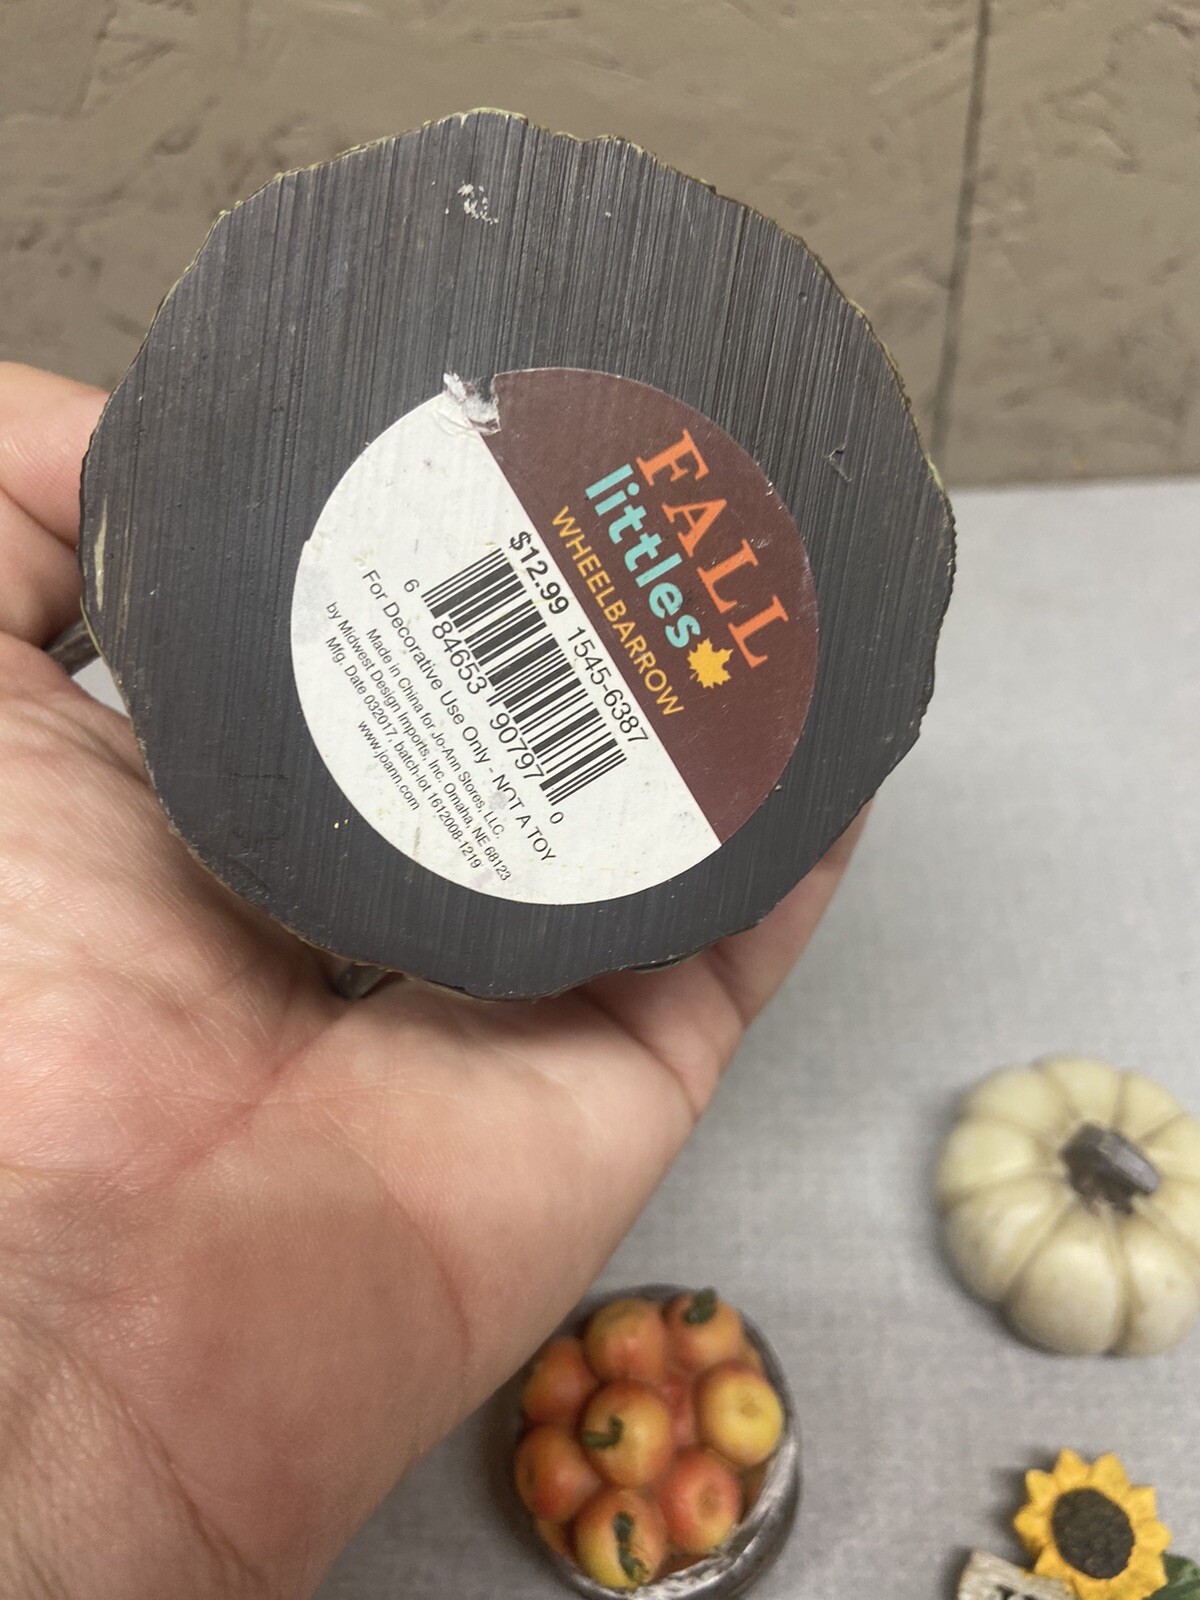 FALL
littles
WHEELBARROW
$12.99 1545-6387
6 84653 90797 0
For Decorative Use Only - NOT A TOY
Made in China for Jo-Ann Stores, LLC.
by Midwest Design Imports, Inc. Omaha, NE 68123
Mfg. Date 032017, batch-lot 1612008-1219
www.joann.com